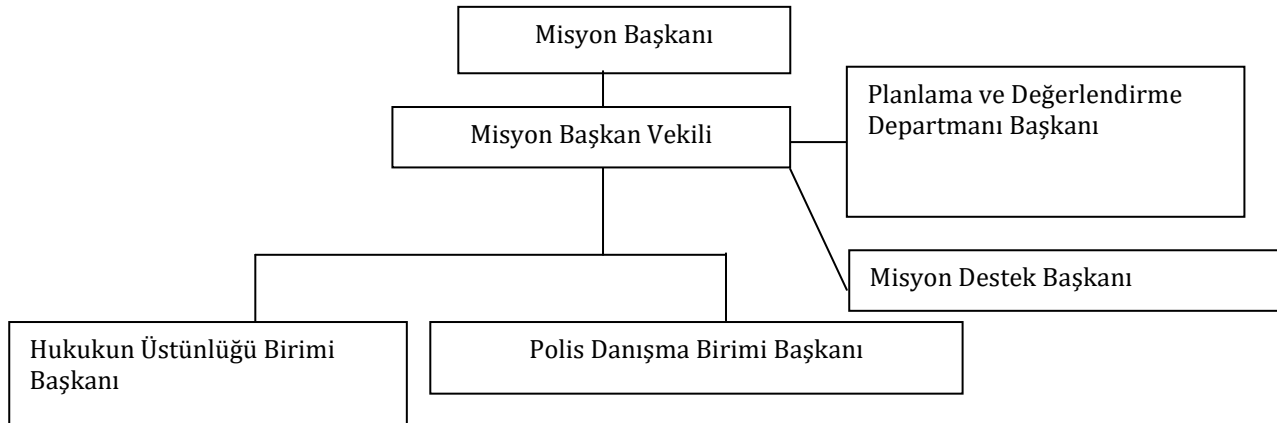 Misyon Başkanı
Misyon Başkan Vekili
Planlama ve Değerlendirme
Departmanı Başkanı
Misyon Destek Başkanı
Hukukun Üstünlüğü Birimi
Başkanı
Polis Danışma Birimi Başkanı